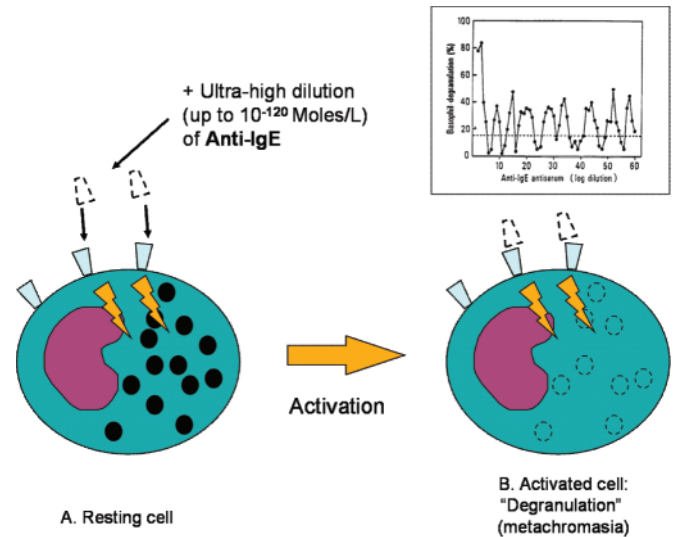 + Ultra-high dilution
(up to 10-120 Moles/L)
of Anti-IgE
Basophil degranulation (%)
100
80
60
40
20
0
0 10 20 30 40 50 60
Anti-IgE antiserum (log dilution)
Activation
A. Resting cell
B. Activated cell:
"Degranulation"
(metachromasia)